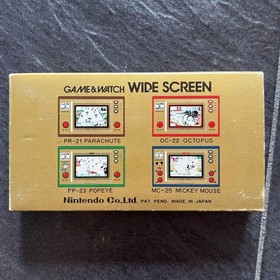 GAME&WATCH WIDE SCREEN
PR-21 PARACHUTE
OC-22 OCTOPUS
PP-23 POPEYE
MC-25 MICKEY MOUSE
Nintendo Co.,Ltd. PAT. PEND. MADE IN JAPAN